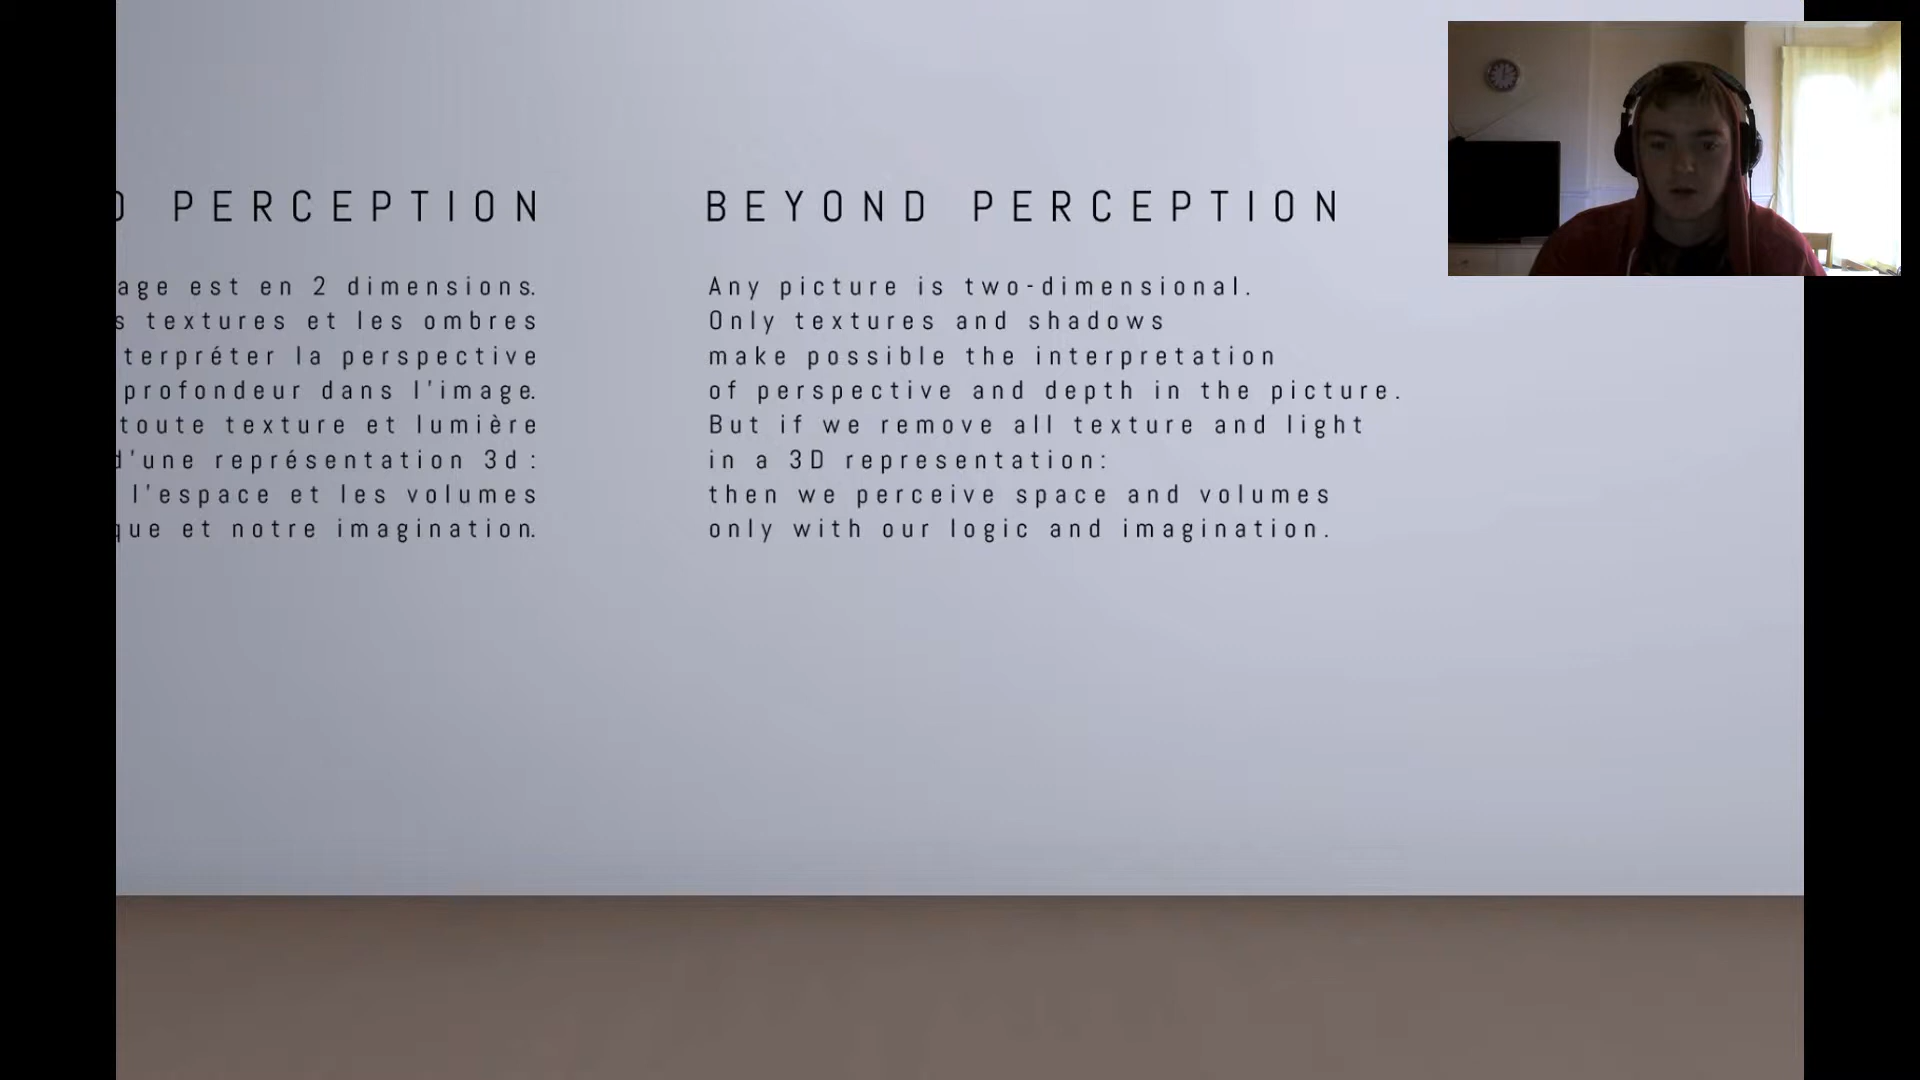 PERCEPTION
age est en 2 dimensions.
textures et les ombres
terpréter la perspective
profondeur dans l'image.
toute texture et lumière
d'une représentation 3d :
l'espace et les volumes
que et notre imagination.
BEYOND PERCEPTION
Any picture is two-dimensional.
Only textures and shadows
make possible the interpretation
of perspective and depth in the picture.
But if we remove all texture and light
in a 3D representation:
then we perceive space and volumes
only with our logic and imagination.